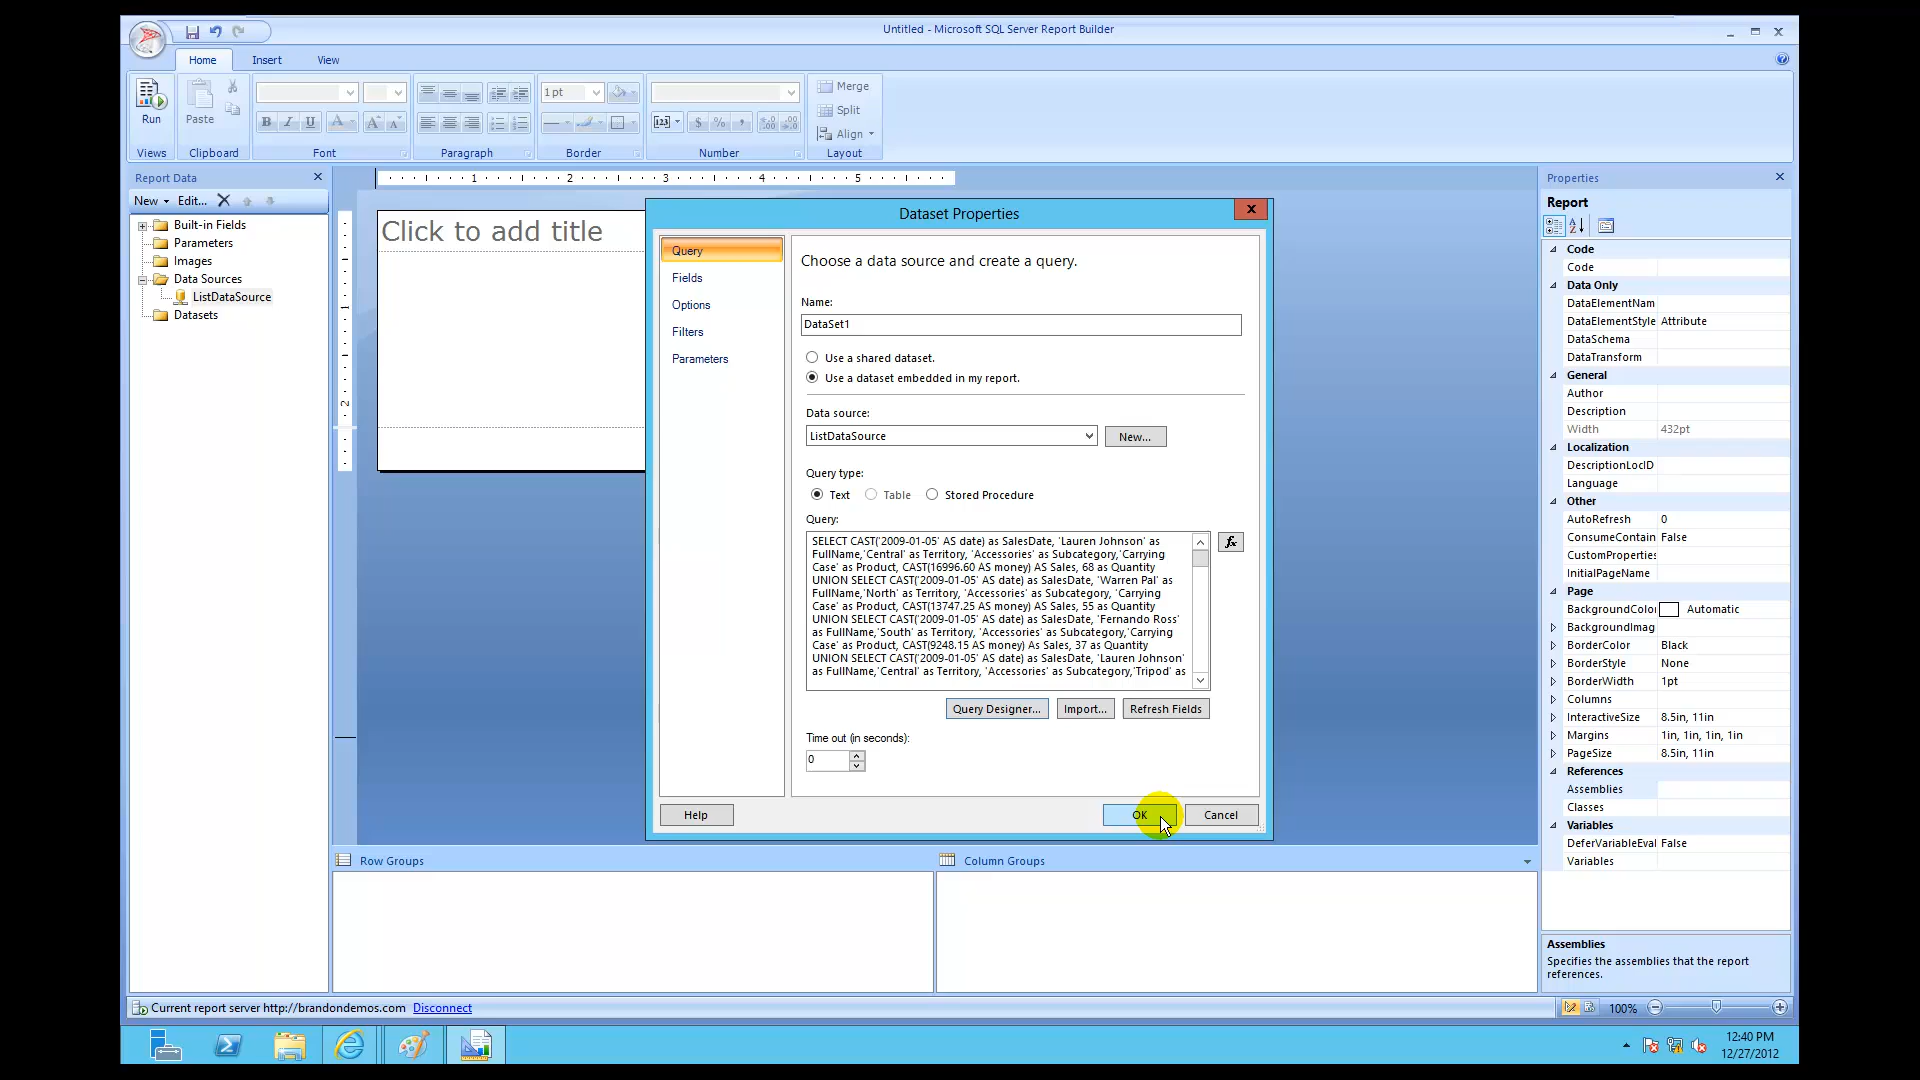 Untitled - Microsoft SQL Server Report Builder
Home Insert View
Run
Paste
1 pt
Merge
Split
Align
B I U A A A
[123] $ % ,
Views Clipboard Font Paragraph Border Number Layout
Report Data
New Edit...
Built-in Fields
Parameters
Images
Data Sources
ListDataSource
Datasets
1 2 3 4 5
1
2
Click to add title
Dataset Properties
Query
Fields
Options
Filters
Parameters
Choose a data source and create a query.
Name:
DataSet1
Use a shared dataset.
Use a dataset embedded in my report.
Data source:
ListDataSource
New...
Query type:
Text Table Stored Procedure
Query:
SELECT CAST('2009-01-05' AS date) as SalesDate, 'Lauren Johnson' as
FullName,'Central' as Territory, 'Accessories' as Subcategory,'Carrying
Case' as Product, CAST(16996.60 AS money) AS Sales, 68 as Quantity
UNION SELECT CAST('2009-01-05' AS date) as SalesDate, 'Warren Pal' as
FullName,'North' as Territory, 'Accessories' as Subcategory, 'Carrying
Case' as Product, CAST(13747.25 AS money) AS Sales, 55 as Quantity
UNION SELECT CAST('2009-01-05' AS date) as SalesDate, 'Fernando Ross'
as FullName,'South' as Territory, 'Accessories' as Subcategory,'Carrying
Case' as Product, CAST(9248.15 AS money) As Sales, 37 as Quantity
UNION SELECT CAST('2009-01-05' AS date) as SalesDate, 'Lauren Johnson'
as FullName,'Central' as Territory, 'Accessories' as Subcategory,'Tripod' as
fx
Query Designer... Import... Refresh Fields
Time out (in seconds):
0
Help OK Cancel
Row Groups Column Groups
Properties
Report
Code
Code
Data Only
DataElementNam
DataElementStyle Attribute
DataSchema
DataTransform
General
Author
Description
Width 432pt
Localization
DescriptionLocID
Language
Other
AutoRefresh 0
ConsumeContain False
CustomProperties
InitialPageName
Page
BackgroundColor Automatic
BackgroundImag
BorderColor Black
BorderStyle None
BorderWidth 1pt
Columns
InteractiveSize 8.5in, 11in
Margins 1in, 1in, 1in, 1in
PageSize 8.5in, 11in
References
Assemblies
Classes
Variables
DeferVariableEval False
Variables
Assemblies
Specifies the assemblies that the report
references.
Current report server http://brandondemos.com Disconnect
100%
12:40 PM
12/27/2012